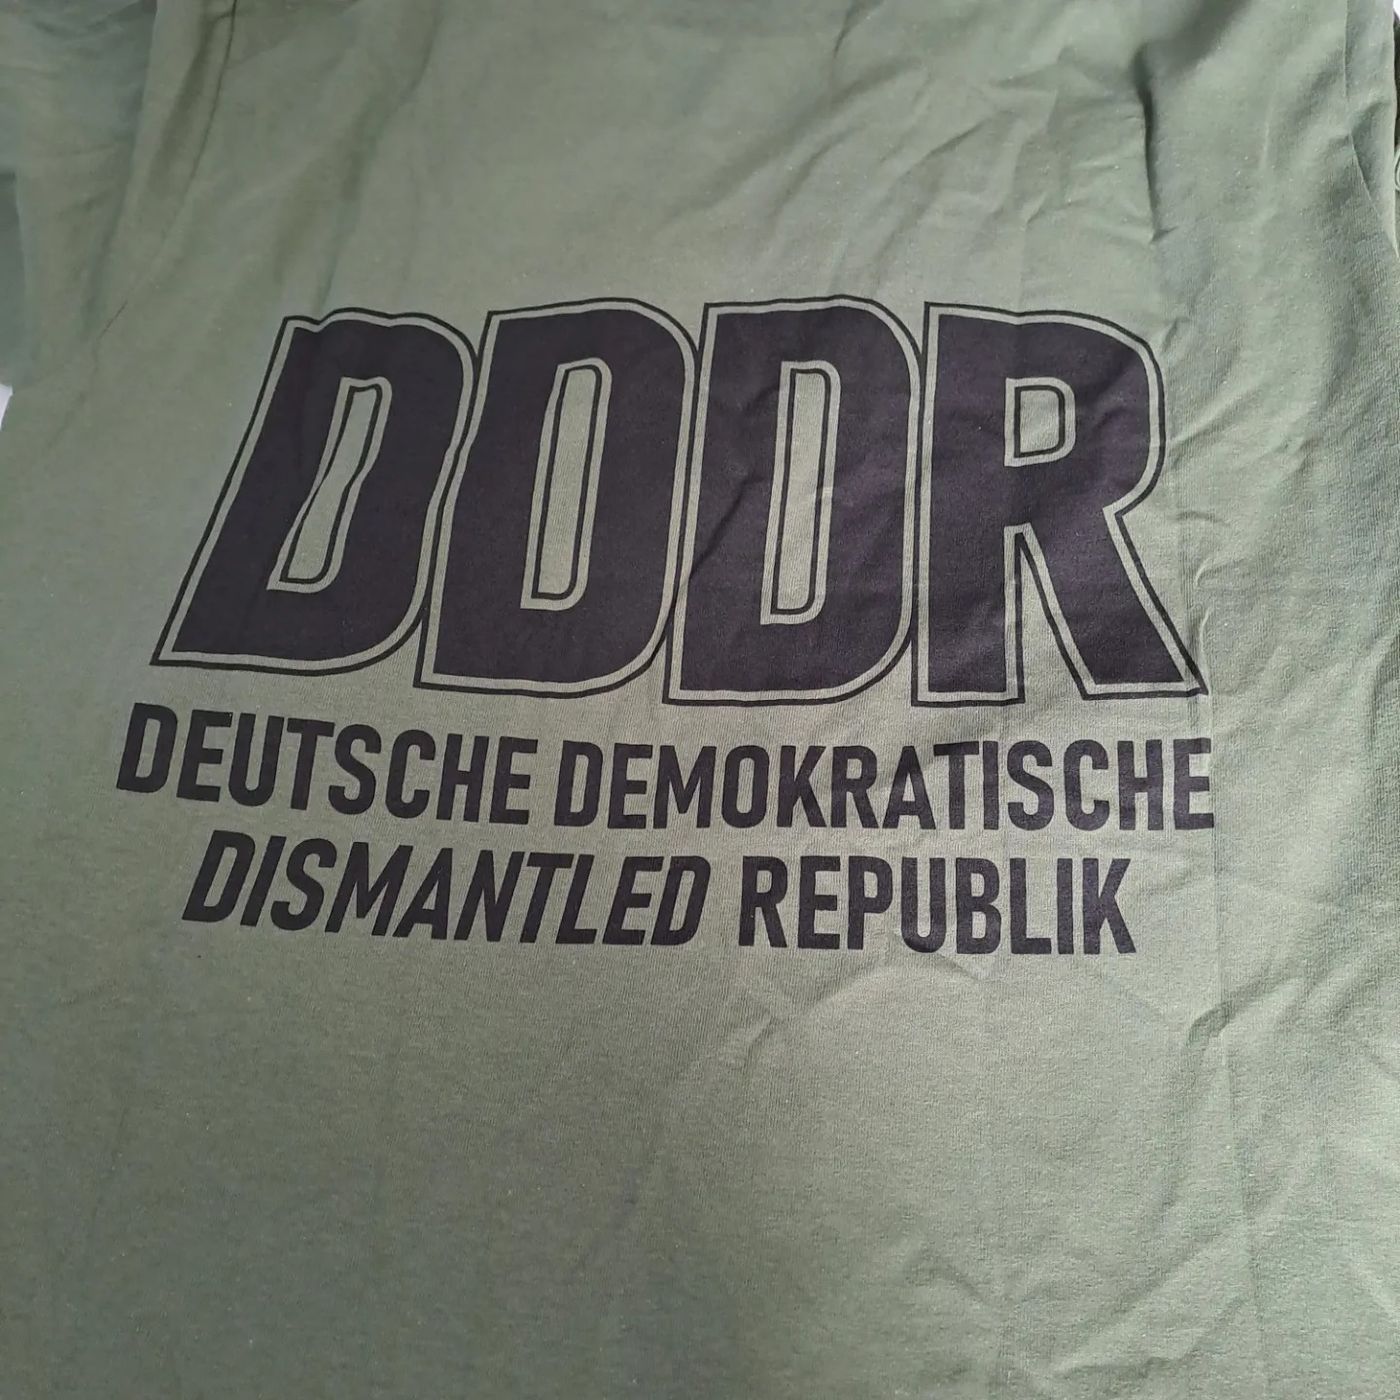 DDDR
DEUTSCHE DEMOKRATISCHE
DISMANTLED REPUBLIK